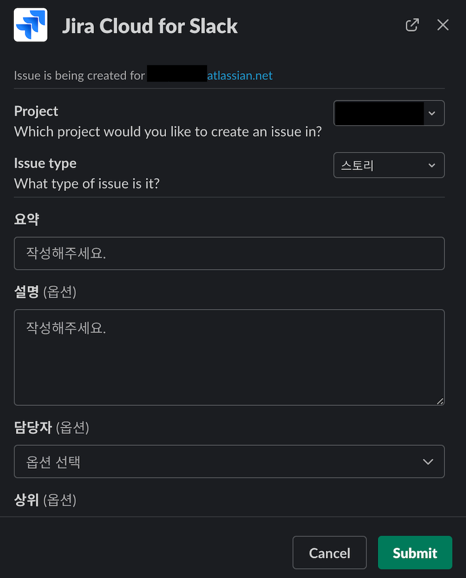 Jira Cloud for Slack
Issue is being created for atlassian.net
Project
Which project would you like to create an issue in?
Issue type
What type of issue is it?
스토리
요약
작성해주세요.
설명 (옵션)
작성해주세요.
담당자 (옵션)
옵션 선택
상위 (옵션)
Cancel
Submit